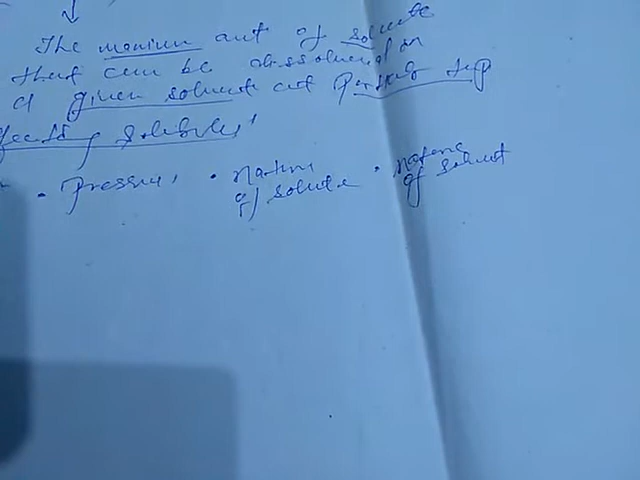 The maximum amt of solute
that can be dissolved in
a given solvent at temp
solubility
• Pressure, • nature • nature
of solute of solvent